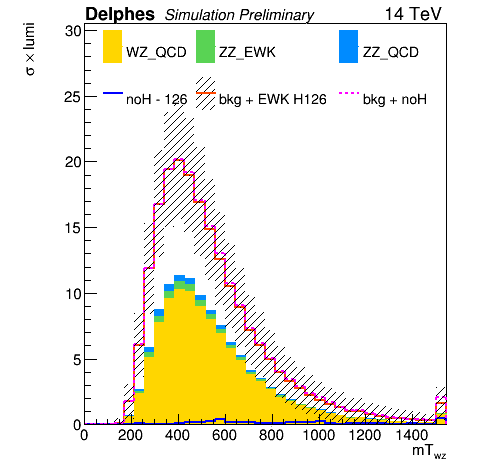 Delphes Simulation Preliminary 14 TeV
σ × lumi
WZ_QCD ZZ_EWK ZZ_QCD
noH - 126 bkg + EWK H126 bkg + noH
30
25
20
15
10
5
0
0 200 400 600 800 1000 1200 1400
mTwz